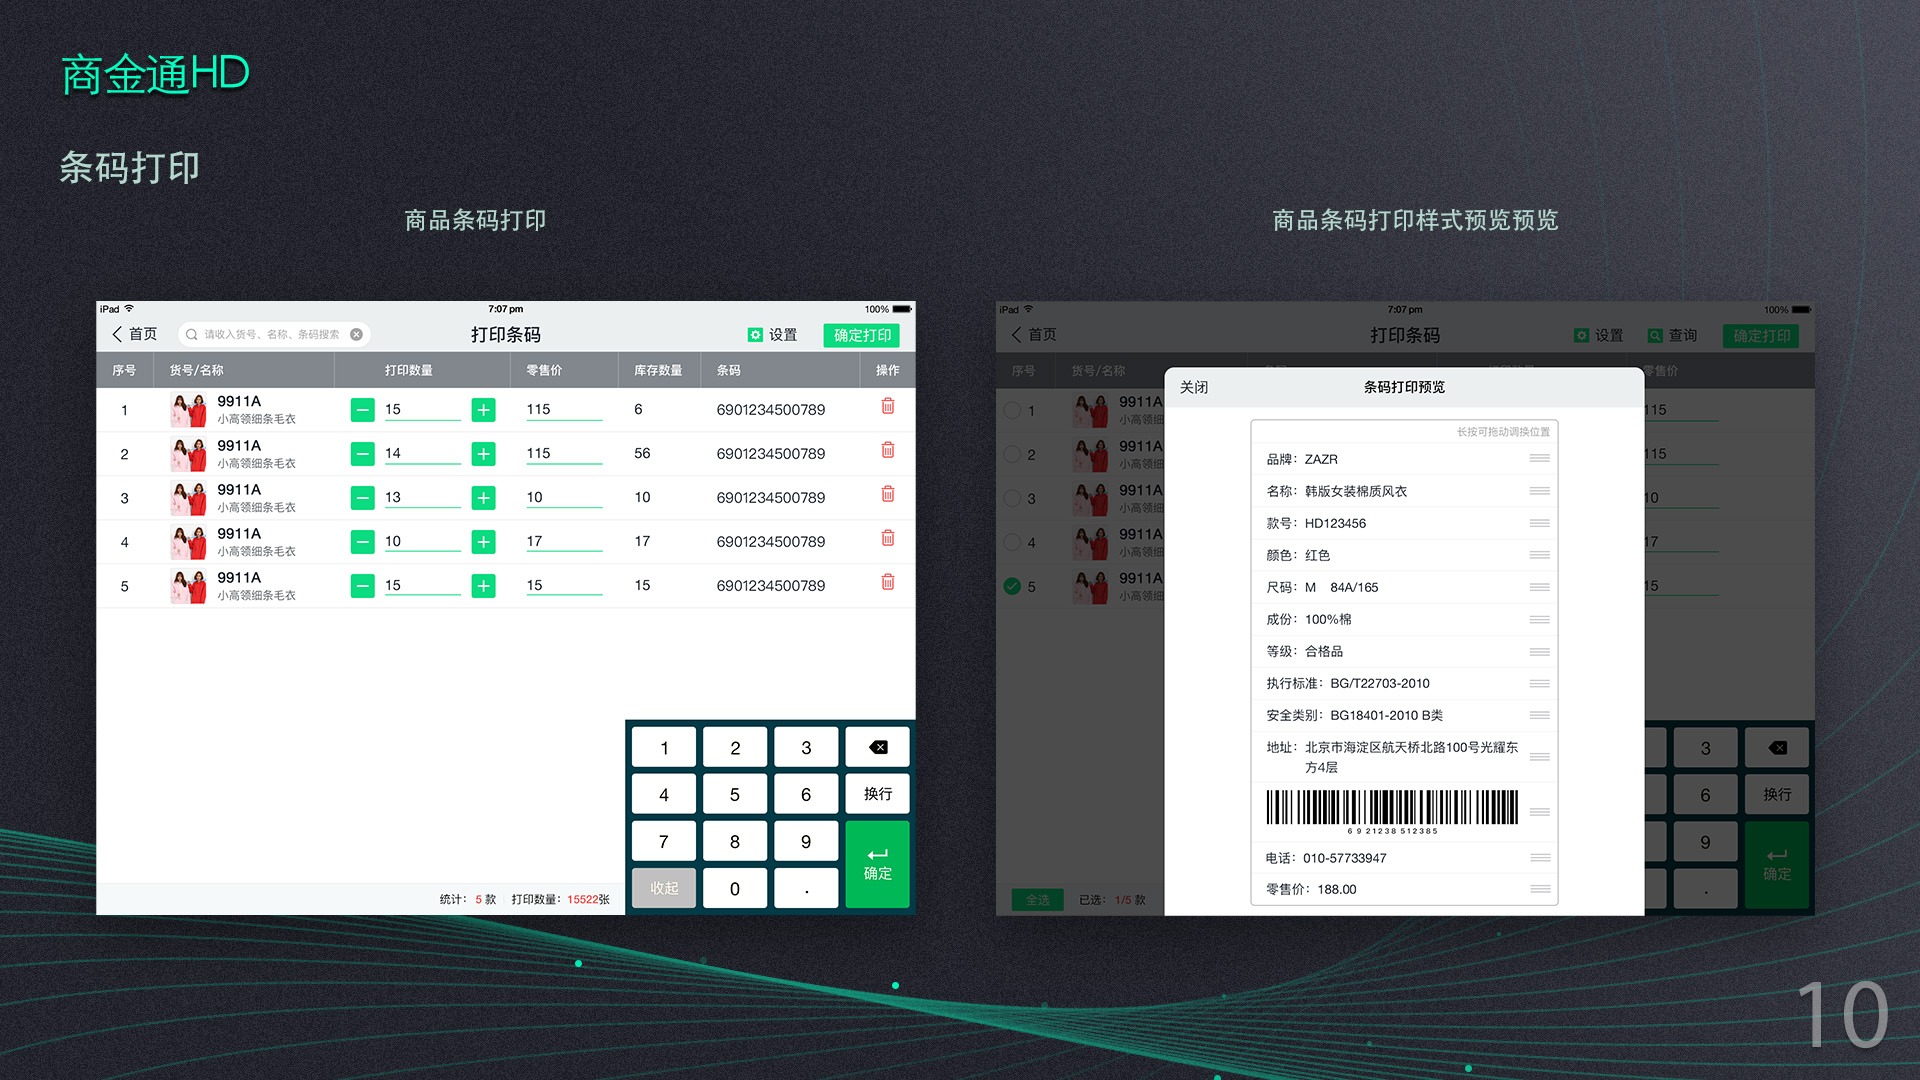 商金通HD
条码打印
商品条码打印
iPad
7:07 pm
100%
首页
请收入货号、名称、条码搜索
打印条码
设置
确定打印
序号 货号/名称 打印数量 零售价 库存数量 条码 操作
1 9911A 15 115 6 6901234500789
小高领细条毛衣
2 9911A 14 115 56 6901234500789
小高领细条毛衣
3 9911A 13 10 10 6901234500789
小高领细条毛衣
4 9911A 10 17 17 6901234500789
小高领细条毛衣
5 9911A 15 15 15 6901234500789
小高领细条毛衣
1 2 3
4 5 6 换行
7 8 9
确定
收起 0 .
统计: 5 款 打印数量: 15522张
商品条码打印样式预览预览
iPad
7:07 pm
100%
首页
打印条码
设置
查询
确定打印
序号 货号/名称 零售价
1 9911A 115
小高领细
2 9911A 115
小高领细
3 9911A 10
小高领细
4 9911A 17
小高领细
5 9911A 15
小高领细
关闭
条码打印预览
长按可拖动调换位置
品牌: ZAZR
名称: 韩版女装棉质风衣
款号: HD123456
颜色: 红色
尺码: M 84A/165
成份: 100%棉
等级: 合格品
执行标准: BG/T22703-2010
安全类别: BG18401-2010 B类
地址: 北京市海淀区航天桥北路100号光耀东
方4层
6 9 21238 512385
电话: 010-57733947
零售价: 188.00
3
6 换行
9
确定
.
全选 已选: 1/5 款
10